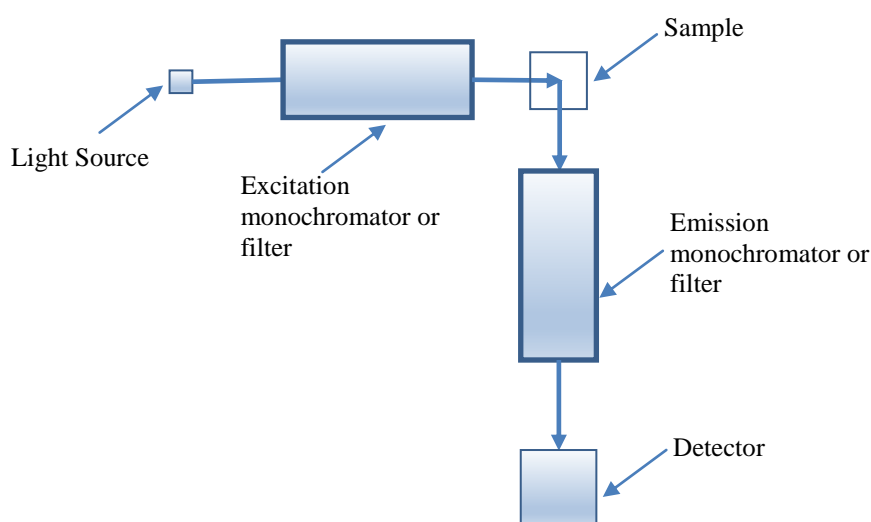 Sample
Light Source
Excitation
monochromator or
filter
Emission
monochromator or
filter
Detector